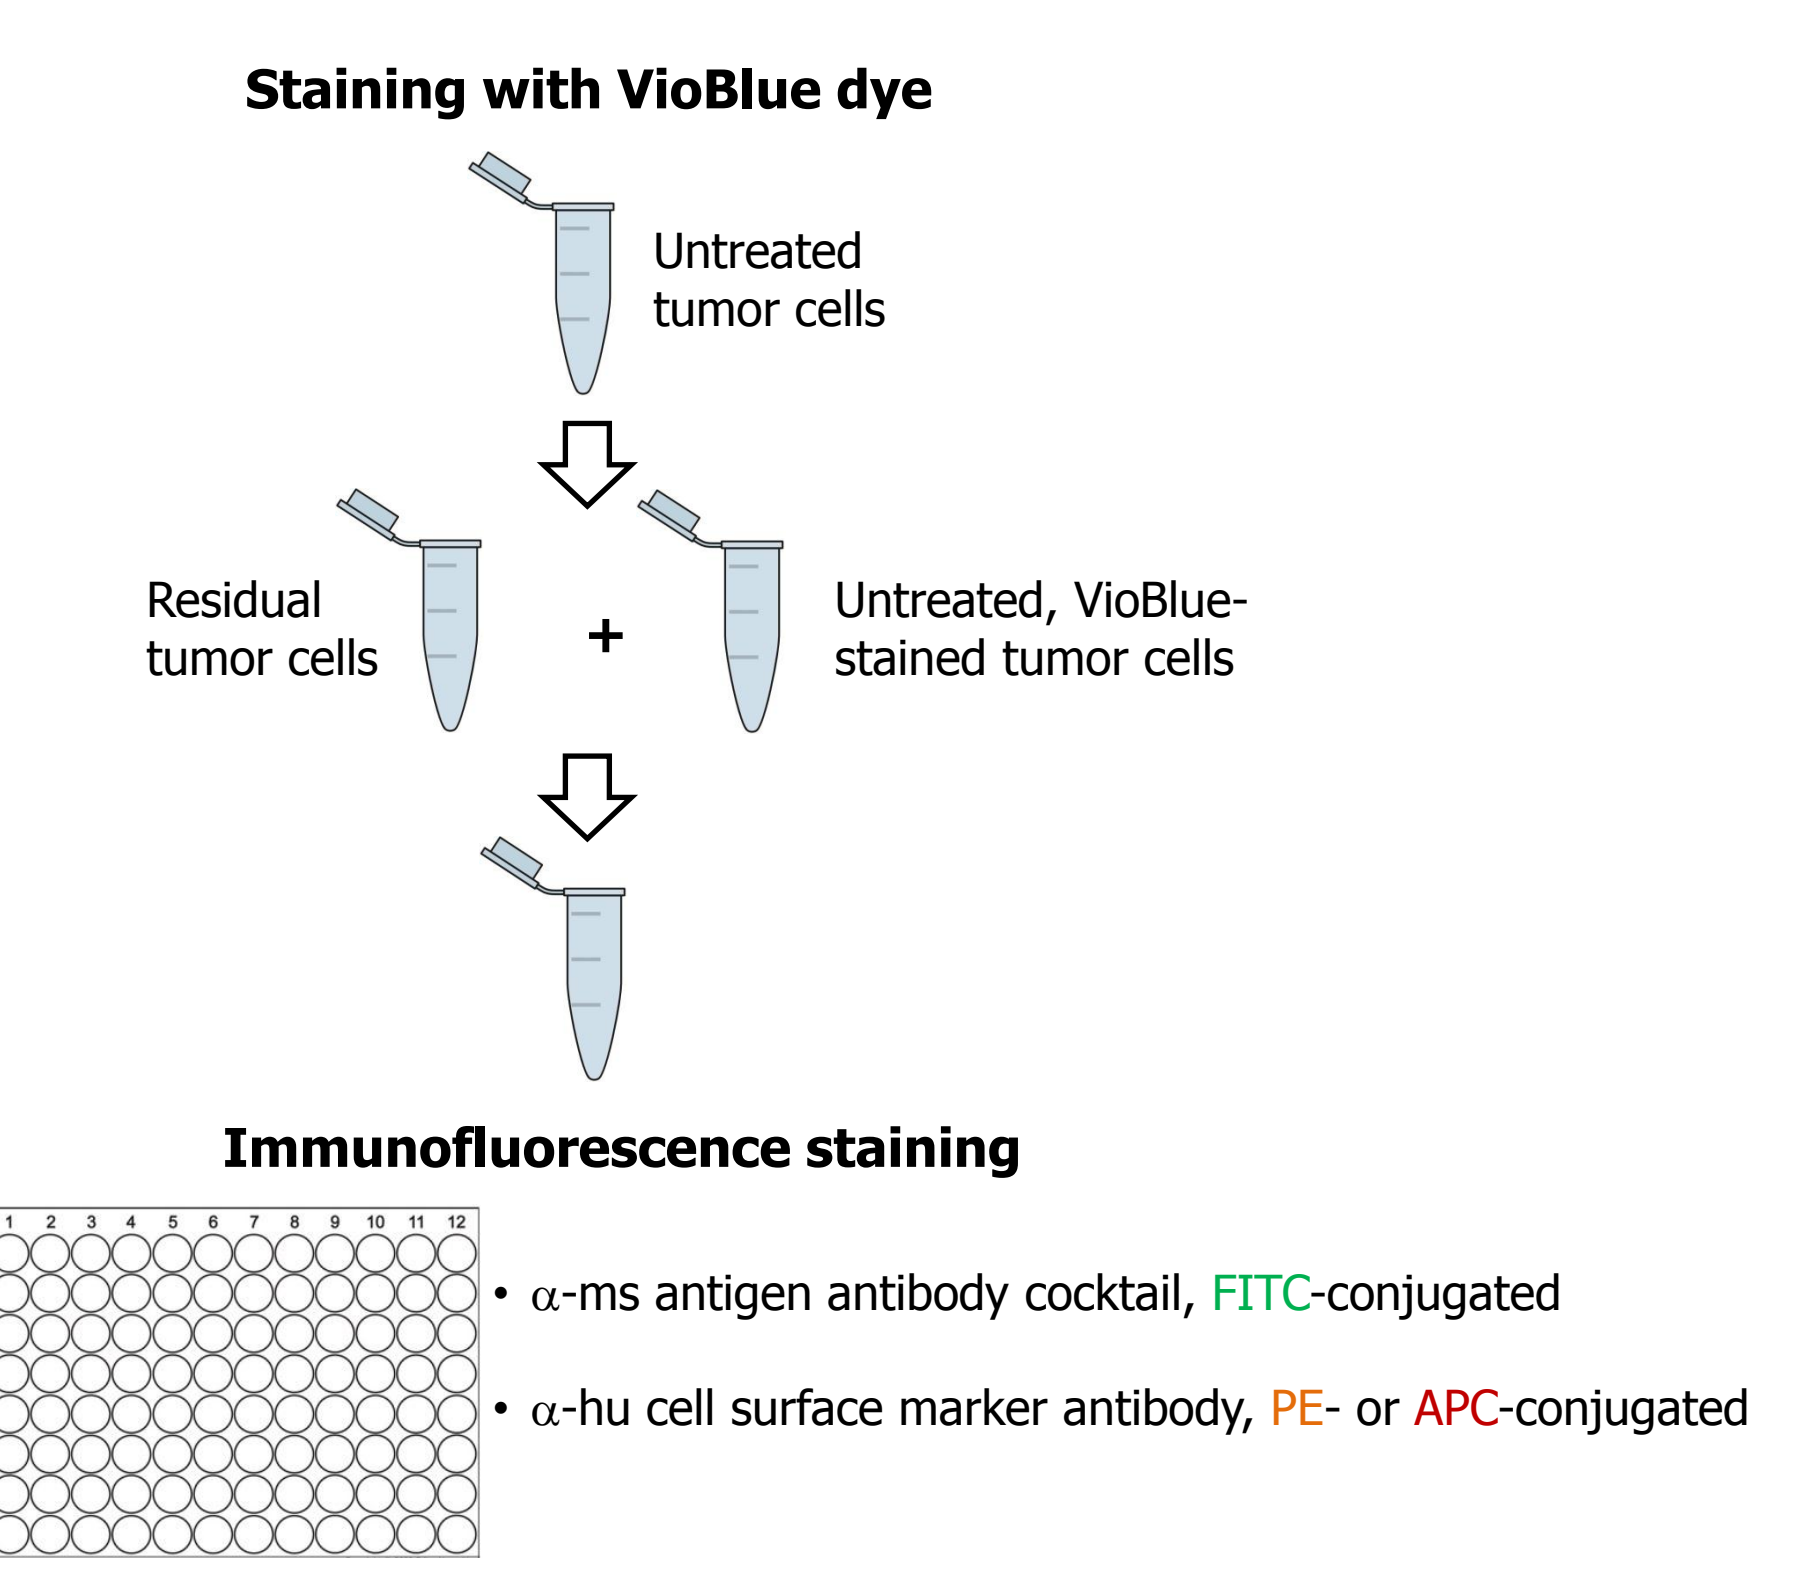 Staining with VioBlue dye
Untreated
tumor cells
Residual
tumor cells
+
Untreated, VioBlue-
stained tumor cells
Immunofluorescence staining
1 2 3 4 5 6 7 8 9 10 11 12
• α-ms antigen antibody cocktail, FITC-conjugated
• α-hu cell surface marker antibody, PE- or APC-conjugated